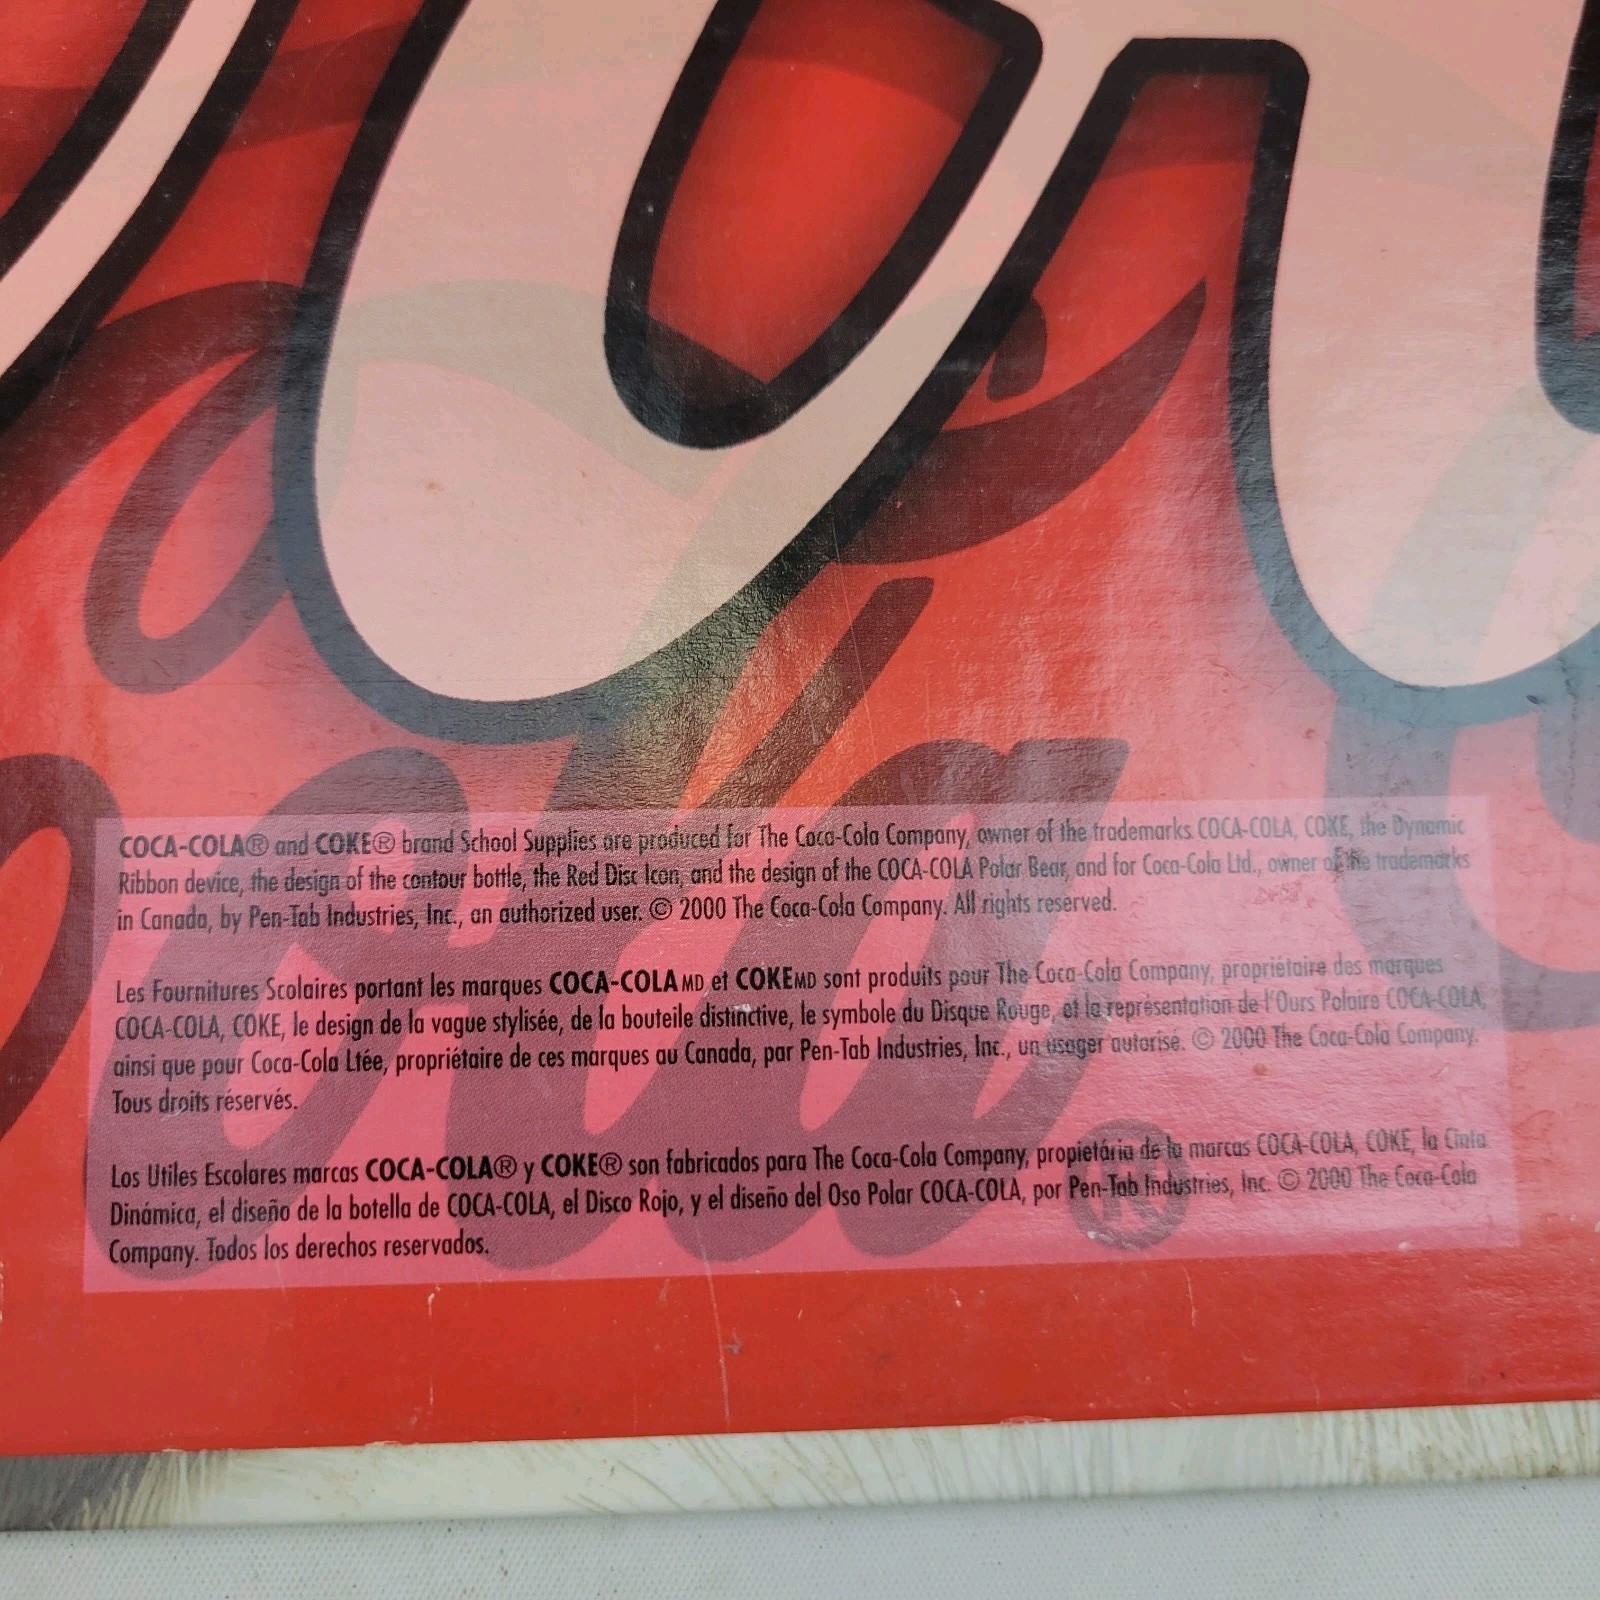 COCA-COLA® and COKE® brand School Supplies are produced for The Coca-Cola Company, owner of the trademarks COCA-COLA, COKE, the Dynamic
Ribbon device, the design of the contour bottle, the Red Disc Icon, and the design of the COCA-COLA Polar Bear, and for Coca-Cola Ltd., owner of the trademarks
in Canada, by Pen-Tab Industries, Inc., an authorized user. © 2000 The Coca-Cola Company. All rights reserved.
Les Fournitures Scolaires portant les marques COCA-COLA MD et COKE MD sont produits pour The Coca-Cola Company, propriétaire des marques
COCA-COLA, COKE, le design de la vague stylisée, de la bouteile distinctive, le symbole du Disque Rouge, et la représentation de l'Ours Polaire COCA-COLA,
ainsi que pour Coca-Cola Ltée, propriétaire de ces marques au Canada, par Pen-Tab Industries, Inc., un usager autorisé. © 2000 The Coca-Cola Company.
Tous droits réservés.
Los Utiles Escolares marcas COCA-COLA® y COKE® son fabricados para The Coca-Cola Company, propietária de la marcas COCA-COLA, COKE, la Cinta
Dinámica, el diseño de la botella de COCA-COLA, el Disco Rojo, y el diseño del Oso Polar COCA-COLA, por Pen-Tab Industries, Inc. © 2000 The Coca-Cola
Company. Todos los derechos reservados.
®